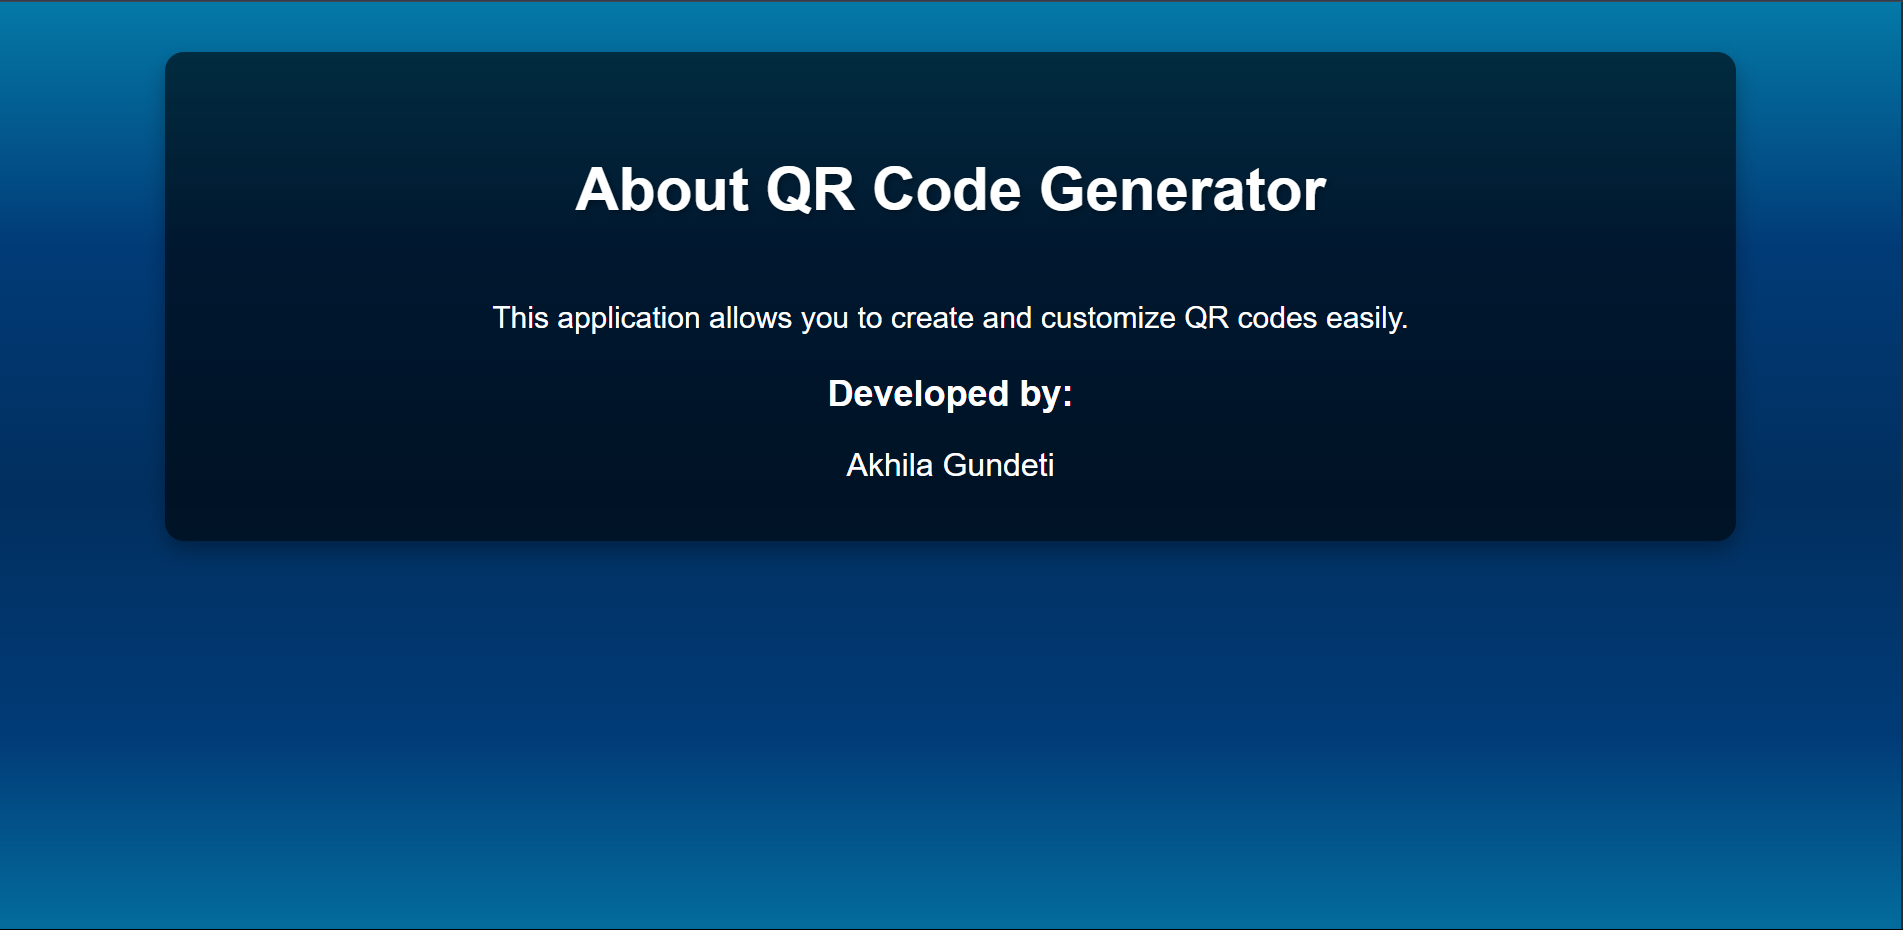 About QR Code Generator
This application allows you to create and customize QR codes easily.
Developed by:
Akhila Gundeti